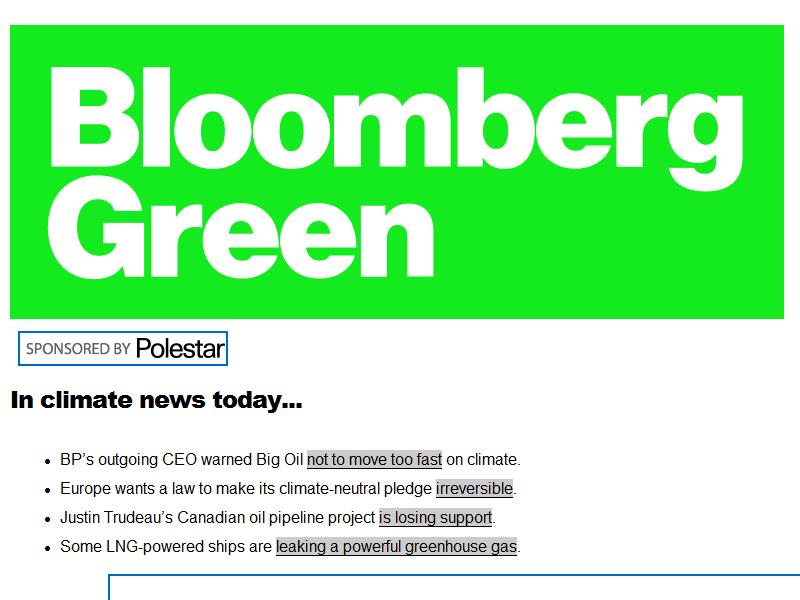 Bloomberg
Green
SPONSORED BY Polestar
In climate news today...
• BP’s outgoing CEO warned Big Oil not to move too fast on climate.
• Europe wants a law to make its climate-neutral pledge irreversible.
• Justin Trudeau’s Canadian oil pipeline project is losing support.
• Some LNG-powered ships are leaking a powerful greenhouse gas.